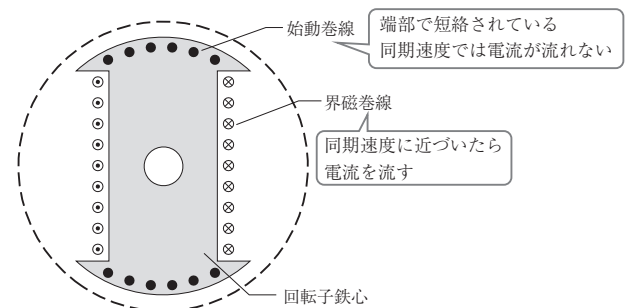 始動巻線
端部で短絡されている
同期速度では電流が流れない
界磁巻線
同期速度に近づいたら
電流を流す
回転子鉄心